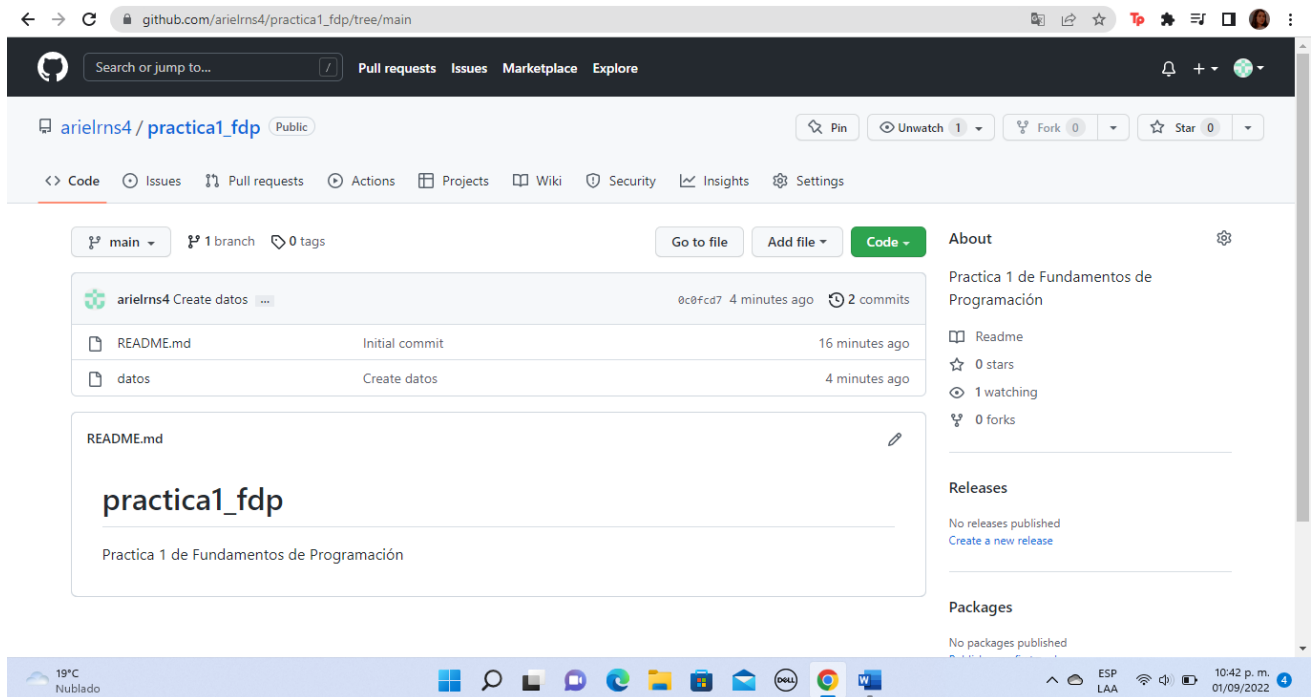 github.com/arielrns4/practica1_fdp/tree/main
Tp
Search or jump to... /
Pull requests Issues Marketplace Explore
arielrns4 / practica1_fdp Public
Pin Unwatch 1 Fork 0 Star 0
<> Code Issues Pull requests Actions Projects Wiki Security Insights Settings
main 1 branch 0 tags Go to file Add file Code
arielrns4 Create datos ... 0c0fcd7 4 minutes ago 2 commits
README.md Initial commit 16 minutes ago
datos Create datos 4 minutes ago
README.md
practica1_fdp
Practica 1 de Fundamentos de Programación
About
Practica 1 de Fundamentos de
Programación
Readme
0 stars
1 watching
0 forks
Releases
No releases published
Create a new release
Packages
No packages published
19°C
Nublado
DELL
W
ESP
LAA
10:42 p. m.
01/09/2022
4